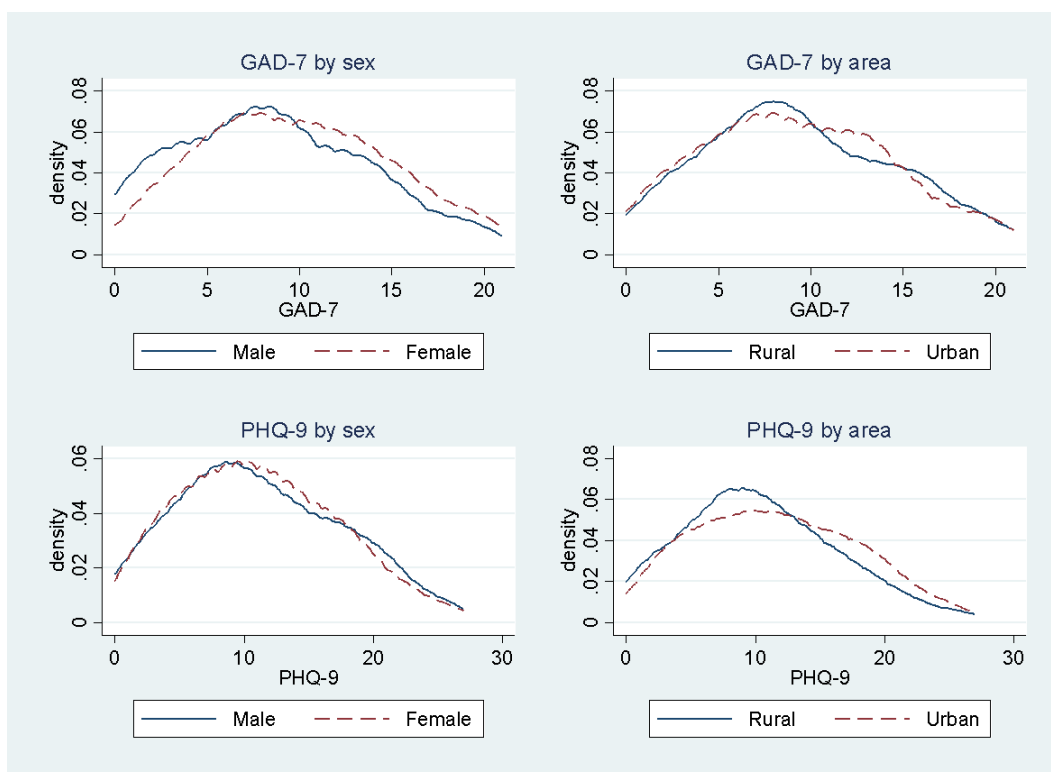 GAD-7 by sex
density
.08
.06
.04
.02
0
0 5 10 15 20
GAD-7
Male Female
GAD-7 by area
density
.08
.06
.04
.02
0
0 5 10 15 20
GAD-7
Rural Urban
PHQ-9 by sex
density
.06
.04
.02
0
0 10 20 30
PHQ-9
Male Female
PHQ-9 by area
density
.08
.06
.04
.02
0
0 10 20 30
PHQ-9
Rural Urban